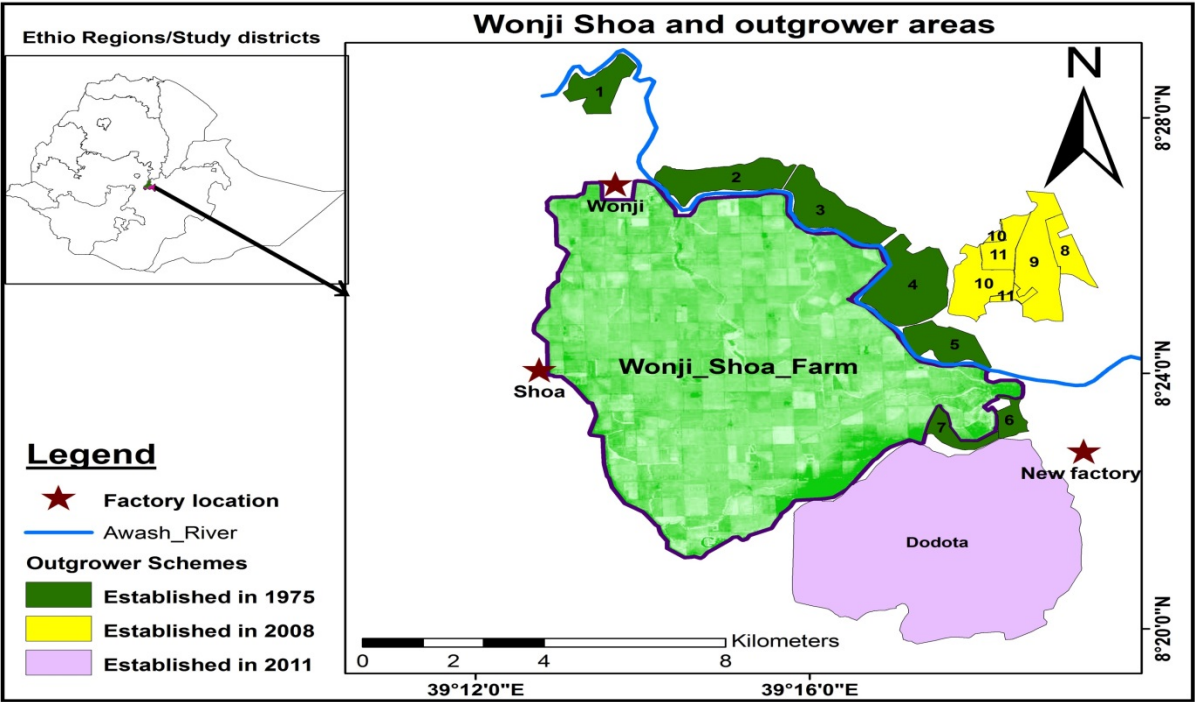 Wonji Shoa and outgrower areas
Ethio Regions/Study districts
N
1
8°28'0"N
2
Wonji
3
10
11
9
8
4
10
11
5
Wonji_Shoa_Farm
8°24'0"N
Shoa
7
6
New factory
Dodota
8°20'0"N
Legend
Factory location
Awash_River
Outgrower Schemes
Established in 1975
Established in 2008
Established in 2011
Kilometers
0 2 4 8
39°12'0"E 39°16'0"E